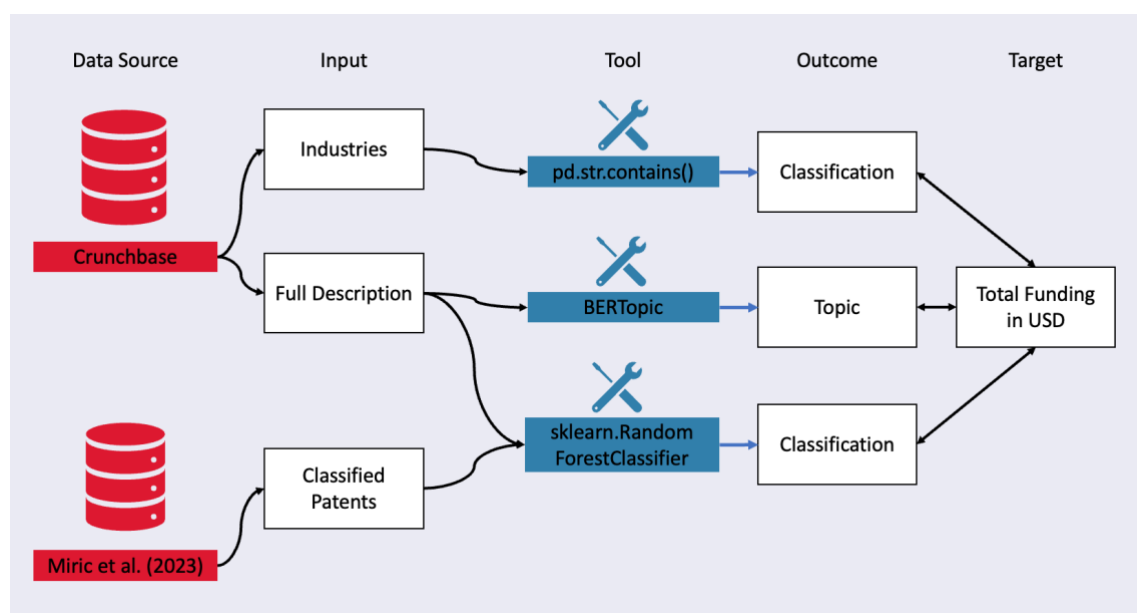 Data Source
Input
Tool
Outcome
Target
Industries
pd.str.contains()
Classification
Crunchbase
Full Description
BERTopic
Topic
Total Funding
in USD
sklearn.Random
ForestClassifier
Classification
Classified
Patents
Miric et al. (2023)